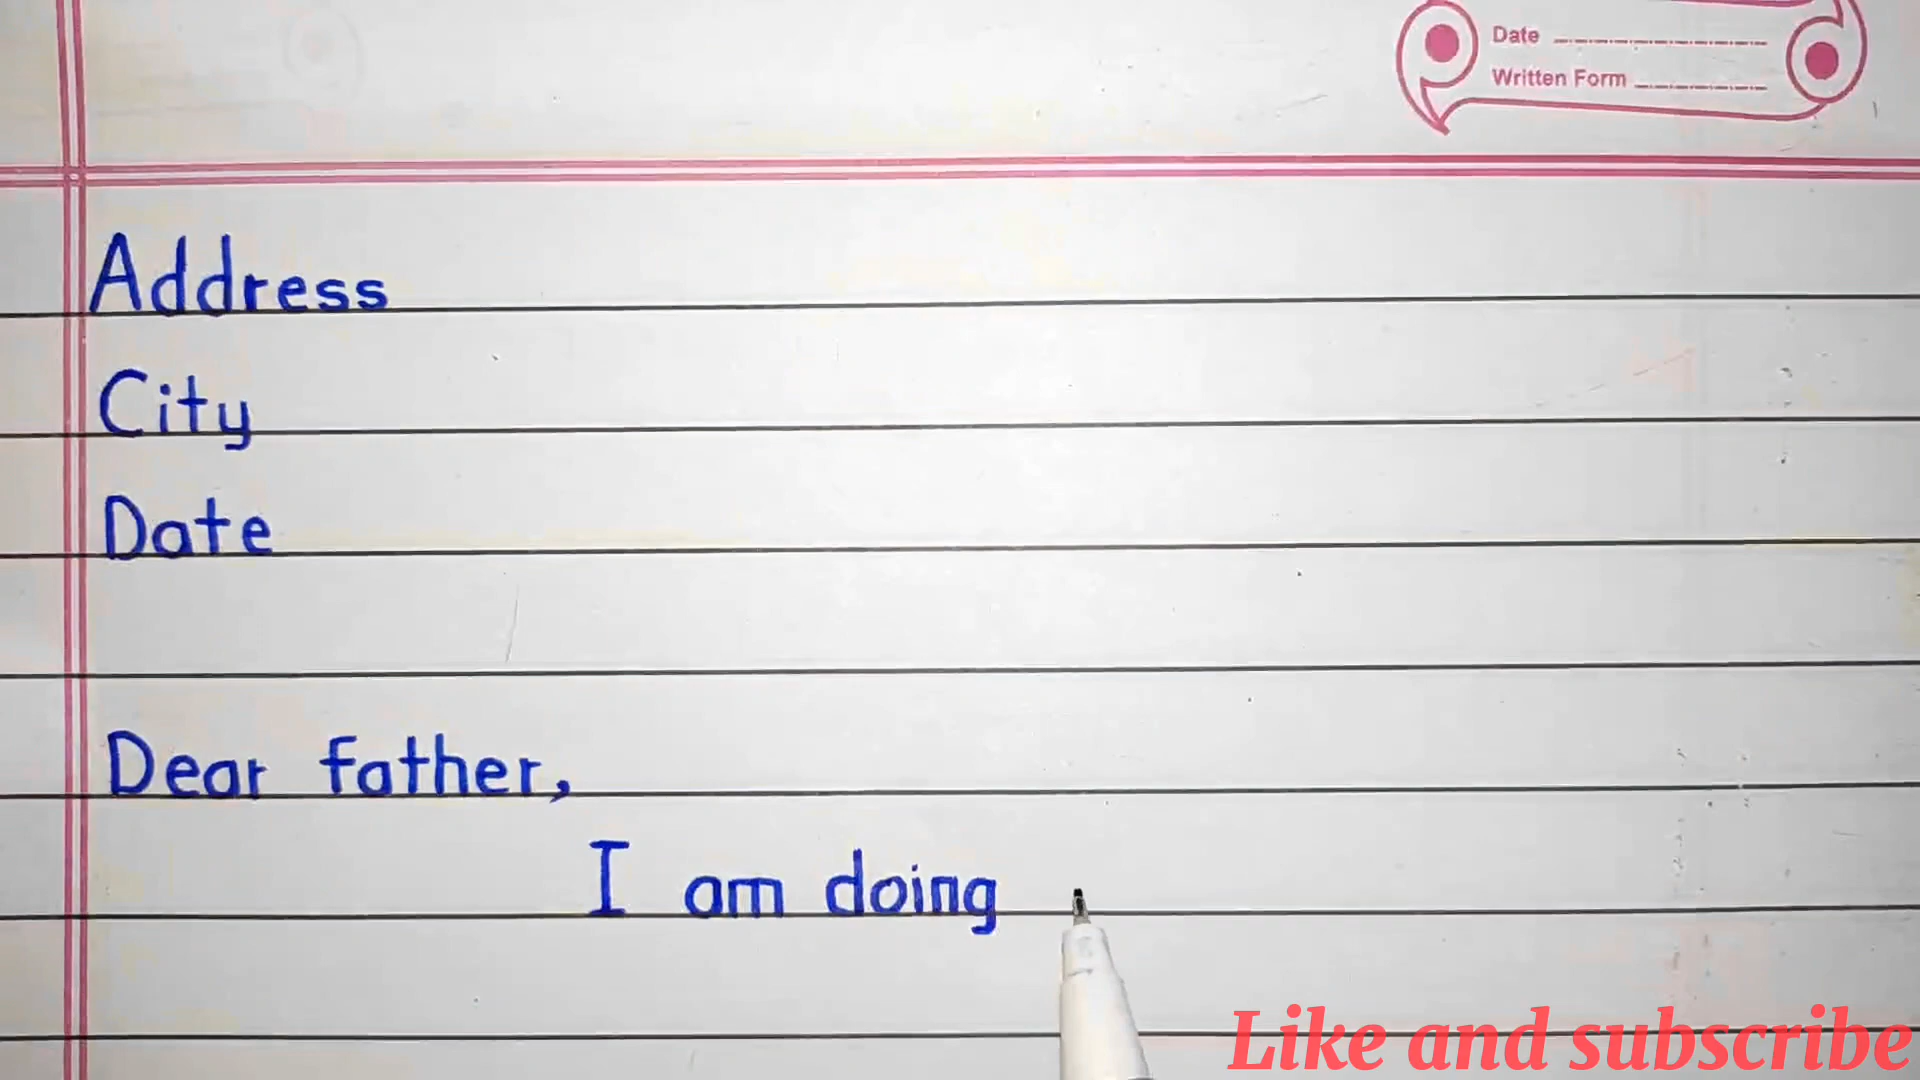 Date
Written Form
Address
City
Date
Dear father,
I am doing
Like and subscribe